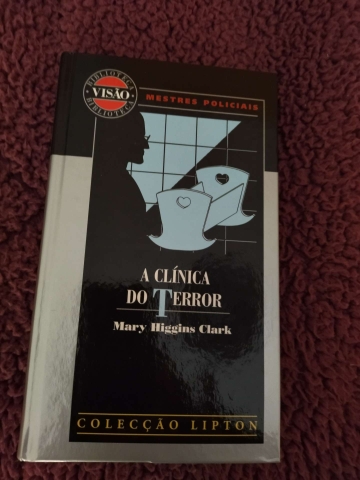 BIBLIOTECA
VISÃO
BIBLIOTECA
MESTRES POLICIAIS
A CLÍNICA
DO TERROR
Mary Higgins Clark
COLECÇÃO LIPTON